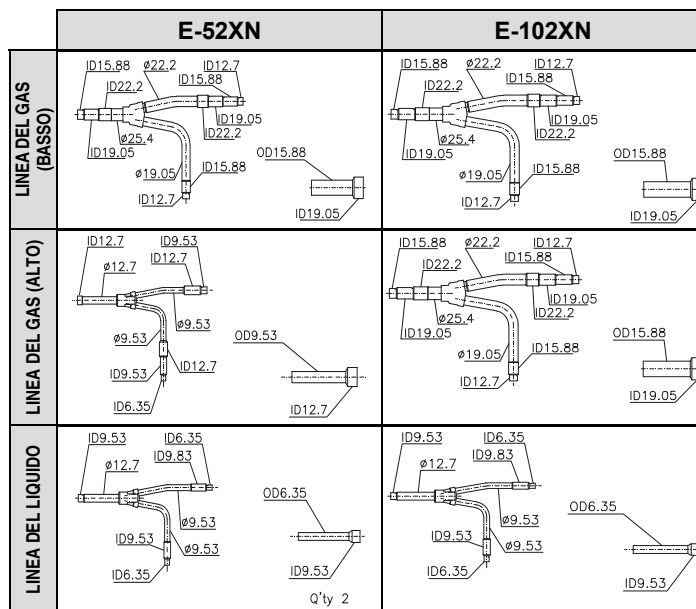 E-52XN
E-102XN
LINEA DEL GAS
(BASSO)
ID15.88
ø22.2
ID12.7
ID15.88
ID22.2
ID19.05
ID22.2
ø25.4
ID19.05
ø19.05
ID15.88
ID12.7
OD15.88
ID19.05
ID15.88
ø22.2
ID12.7
ID15.88
ID22.2
ID19.05
ID22.2
ø25.4
ID19.05
ø19.05
ID15.88
ID12.7
OD15.88
ID19.05
LINEA DEL GAS (ALTO)
ID12.7
ID9.53
ID12.7
ø12.7
ø9.53
ø9.53
ID12.7
ID9.53
ID6.35
OD9.53
ID12.7
ID15.88
ø22.2
ID12.7
ID15.88
ID22.2
ID19.05
ID22.2
ø25.4
ID19.05
ø19.05
ID15.88
ID12.7
OD15.88
ID19.05
LINEA DEL LIQUIDO
ID9.53
ID6.35
ID9.83
ø12.7
ø9.53
ID9.53
ø9.53
ID6.35
OD6.35
ID9.53
Q'ty 2
ID9.53
ID6.35
ID9.83
ø12.7
ø9.53
ID9.53
ø9.53
ID6.35
OD6.35
ID9.53